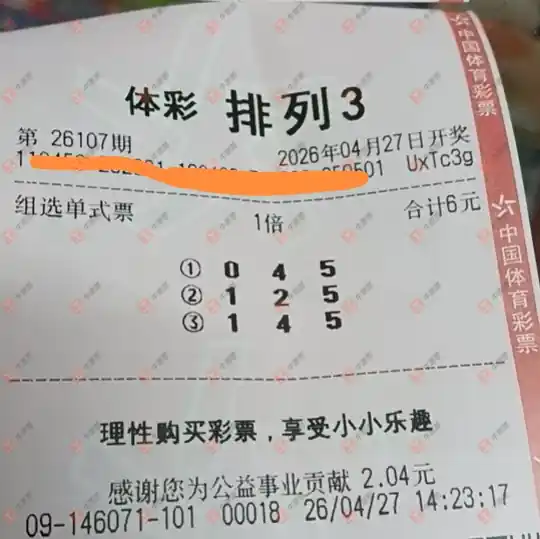 体彩 排列3
第 26107期 2026年04月27日开奖
UxTc3g
组选单式票 1倍 合计6元
① 0 4 5
② 1 2 5
③ 1 4 5
理性购买彩票，享受小小乐趣
感谢您为公益事业贡献 2.04元
09-146071-101 00018 26/04/27 14:23:17
中国体育彩票
中国体育彩票